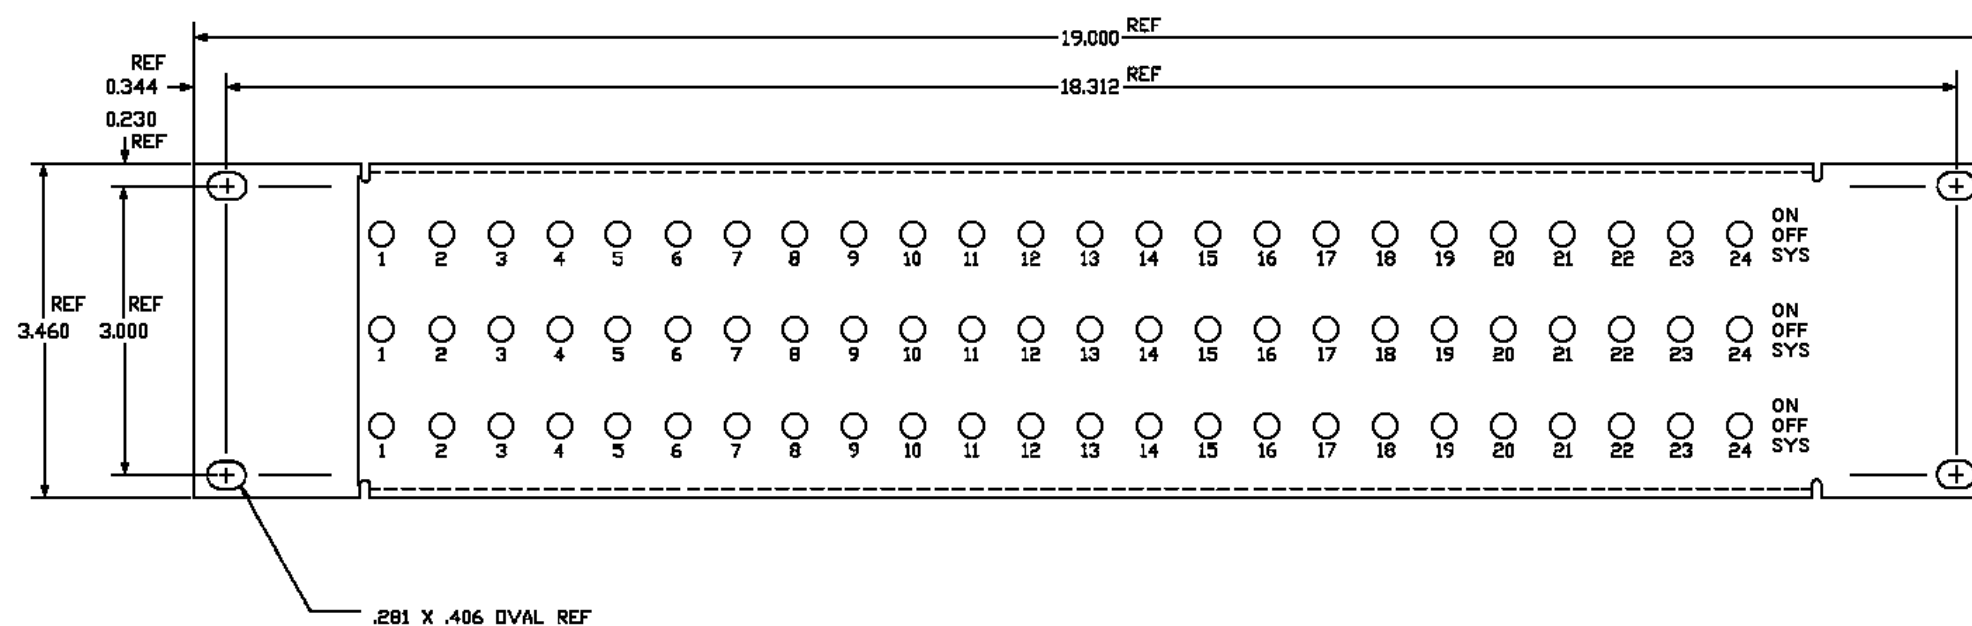 REF
19.000
REF
0.344
REF
18.312
0.230
REF
ON
OFF
SYS
1 2 3 4 5 6 7 8 9 10 11 12 13 14 15 16 17 18 19 20 21 22 23 24
REF
3.460
REF
3.000
ON
OFF
SYS
1 2 3 4 5 6 7 8 9 10 11 12 13 14 15 16 17 18 19 20 21 22 23 24
ON
OFF
SYS
1 2 3 4 5 6 7 8 9 10 11 12 13 14 15 16 17 18 19 20 21 22 23 24
.281 X .406 OVAL REF